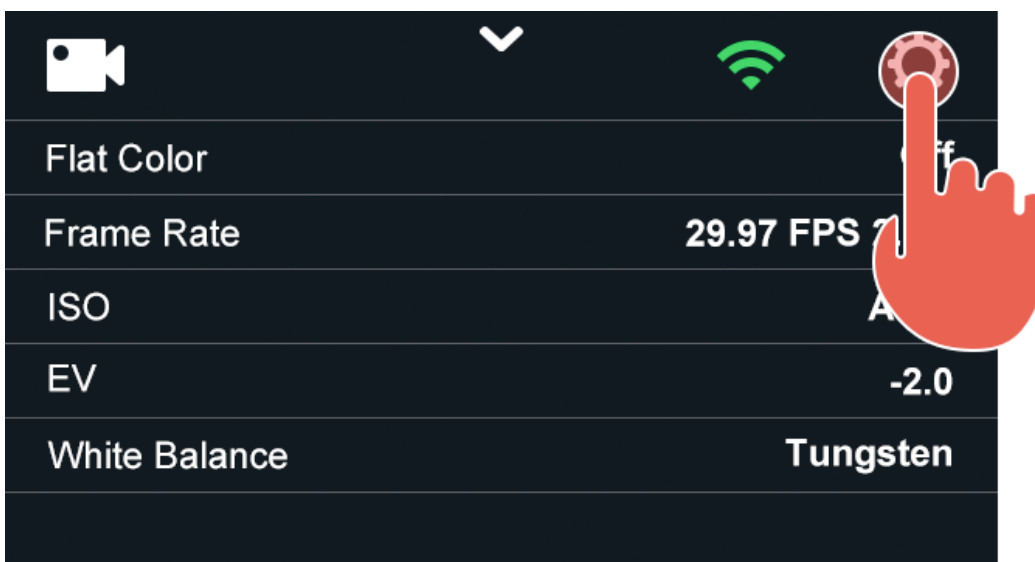 Flat Color
Frame Rate 29.97 FPS
ISO
EV -2.0
White Balance Tungsten